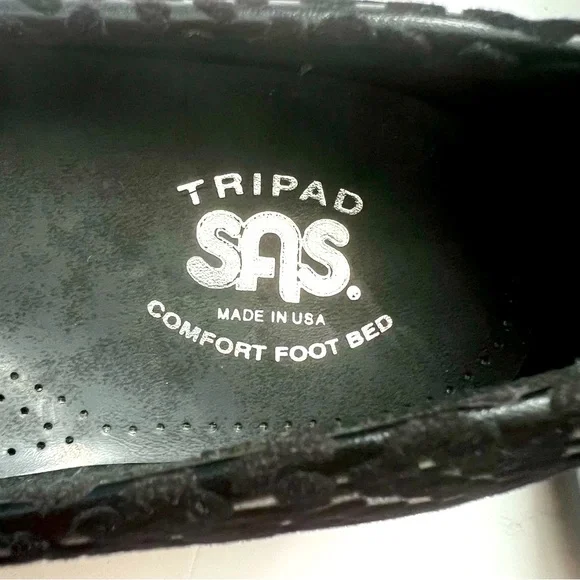 TRIPAD
SAS.
MADE IN USA
COMFORT FOOT BED